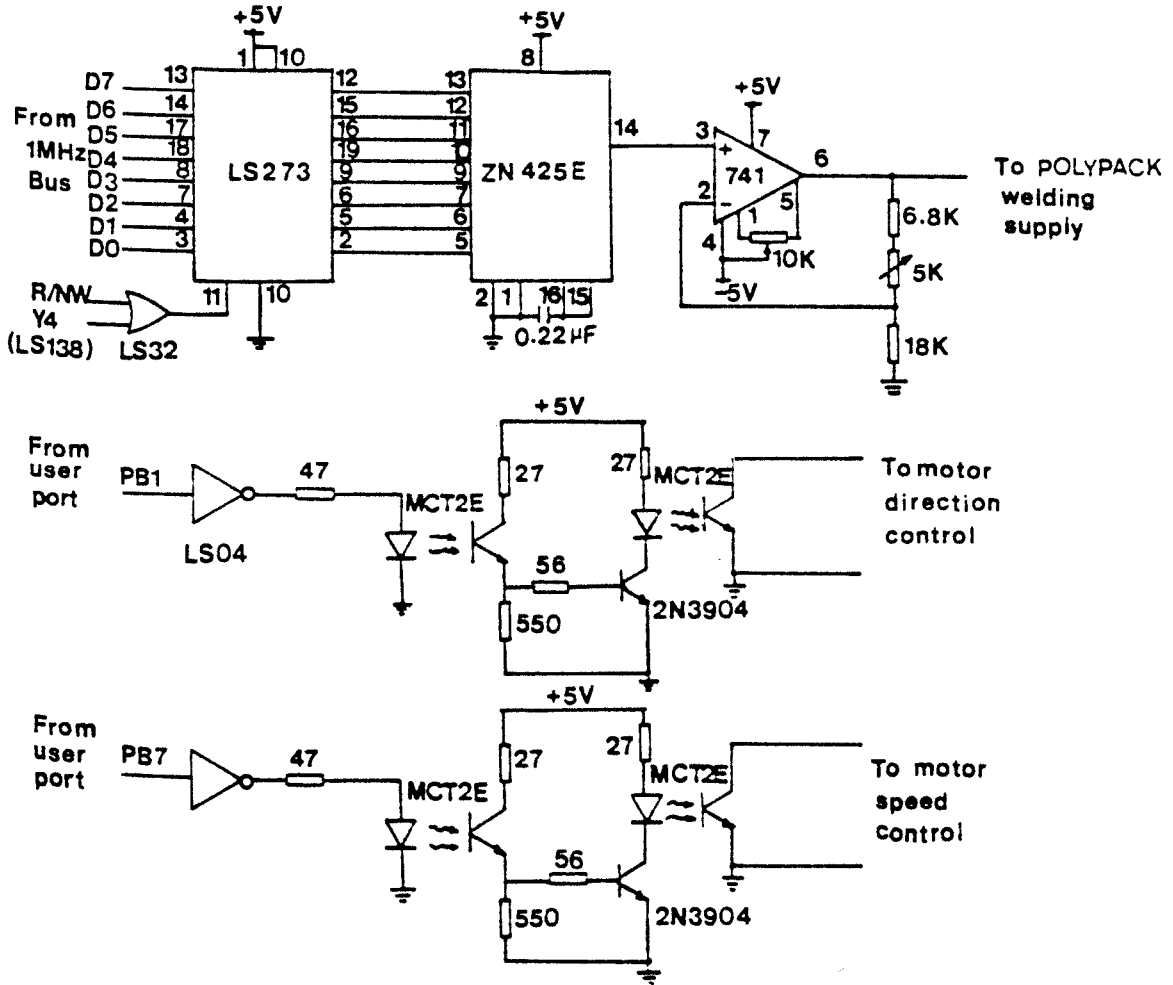 +5V
1 10
+5V
8
D7 13
D6 14
D5 17
D4 18
D3 8
D2 7
D1 4
D0 3
From
1MHz
Bus
LS273
12 13
15 12
16 11
19 10
9 9
6 7
5 6
2 5
ZN 425E
14
+5V
7
3 +
2 -
741
6
1 5
4
10K
-5V
6.8K
5K
18K
To POLYPACK
welding
supply
R/NW
Y4
(LS138)
LS32
11 10
2 1 16 15
0.22 µF
From
user
port
PB1
LS04
47
MCT2E
+5V
27
27
MCT2E
56
550
2N3904
To motor
direction
control
From
user
port
PB7
47
MCT2E
+5V
27
27
MCT2E
56
550
2N3904
To motor
speed
control